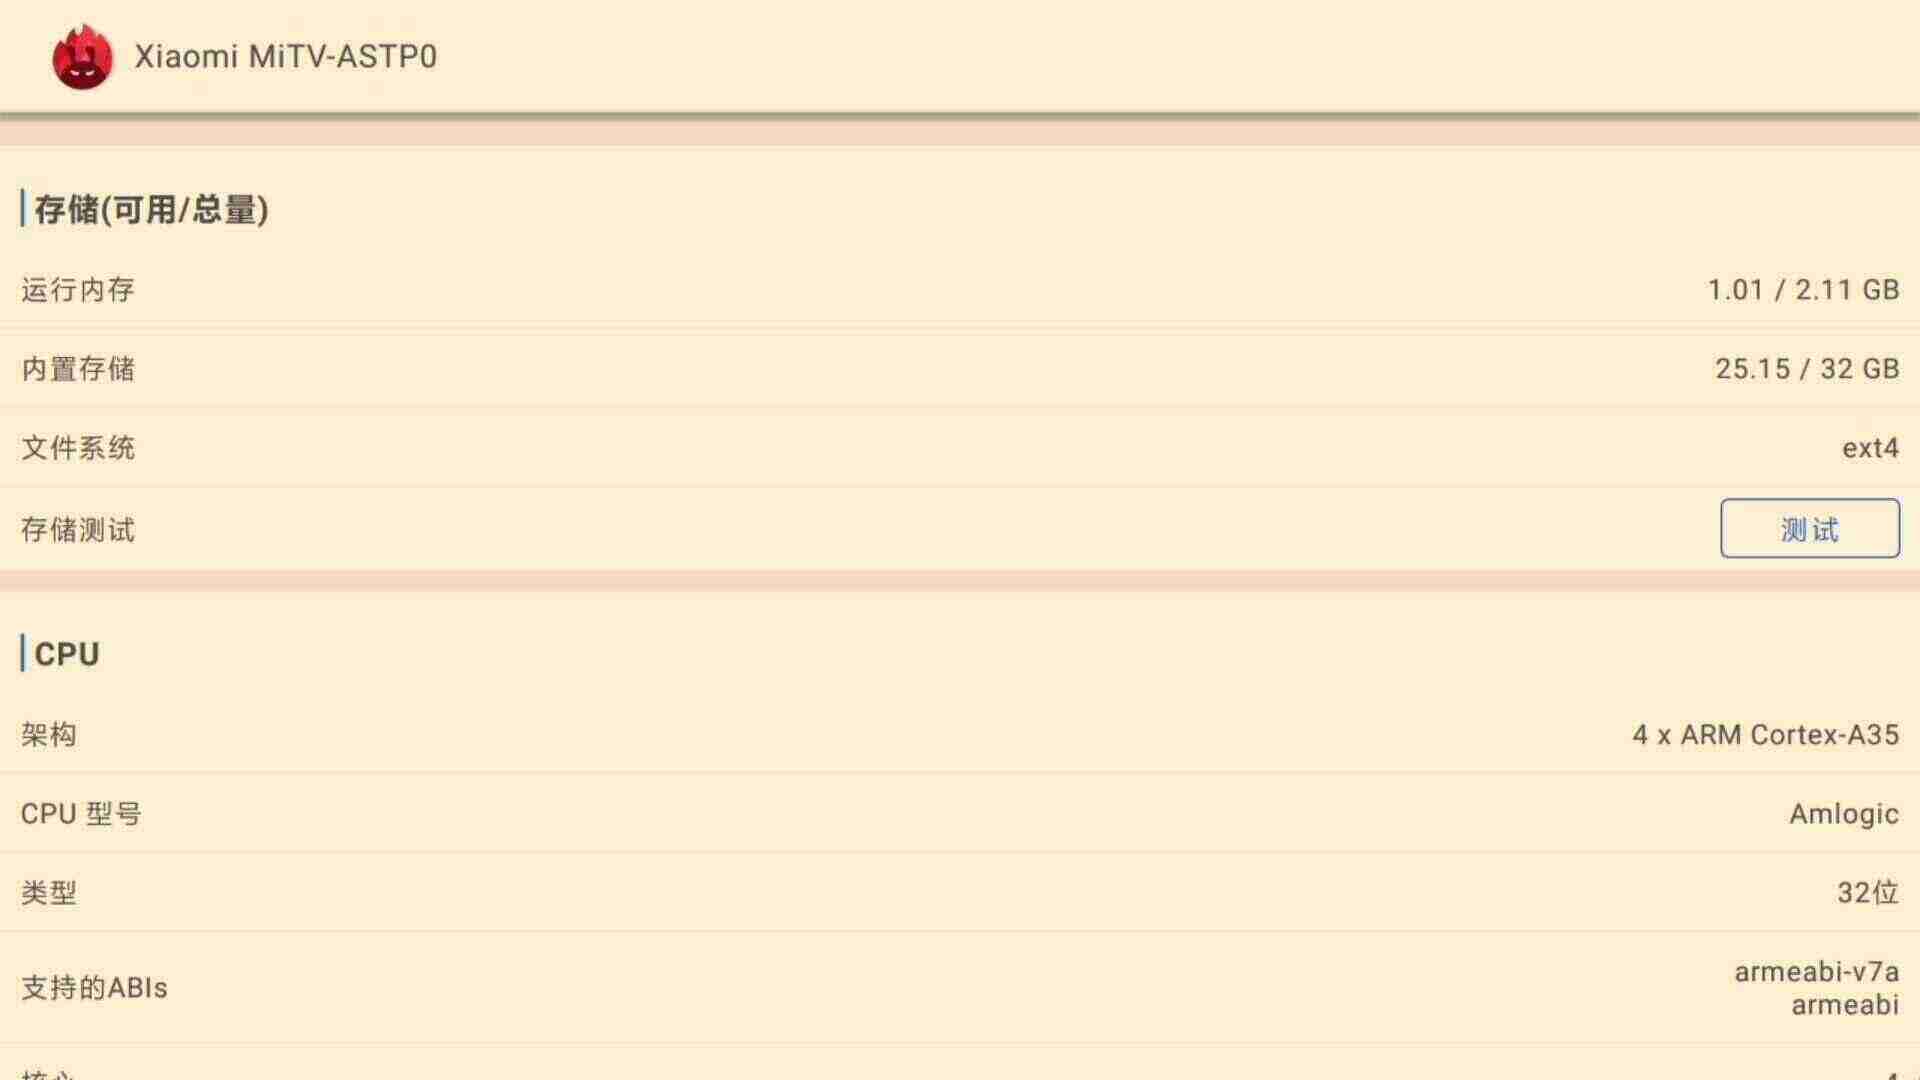 Xiaomi MiTV-ASTP0
存储(可用/总量)
运行内存 1.01 / 2.11 GB
内置存储 25.15 / 32 GB
文件系统 ext4
存储测试 测试
CPU
架构 4 x ARM Cortex-A35
CPU 型号 Amlogic
类型 32位
支持的ABIs armeabi-v7a
armeabi